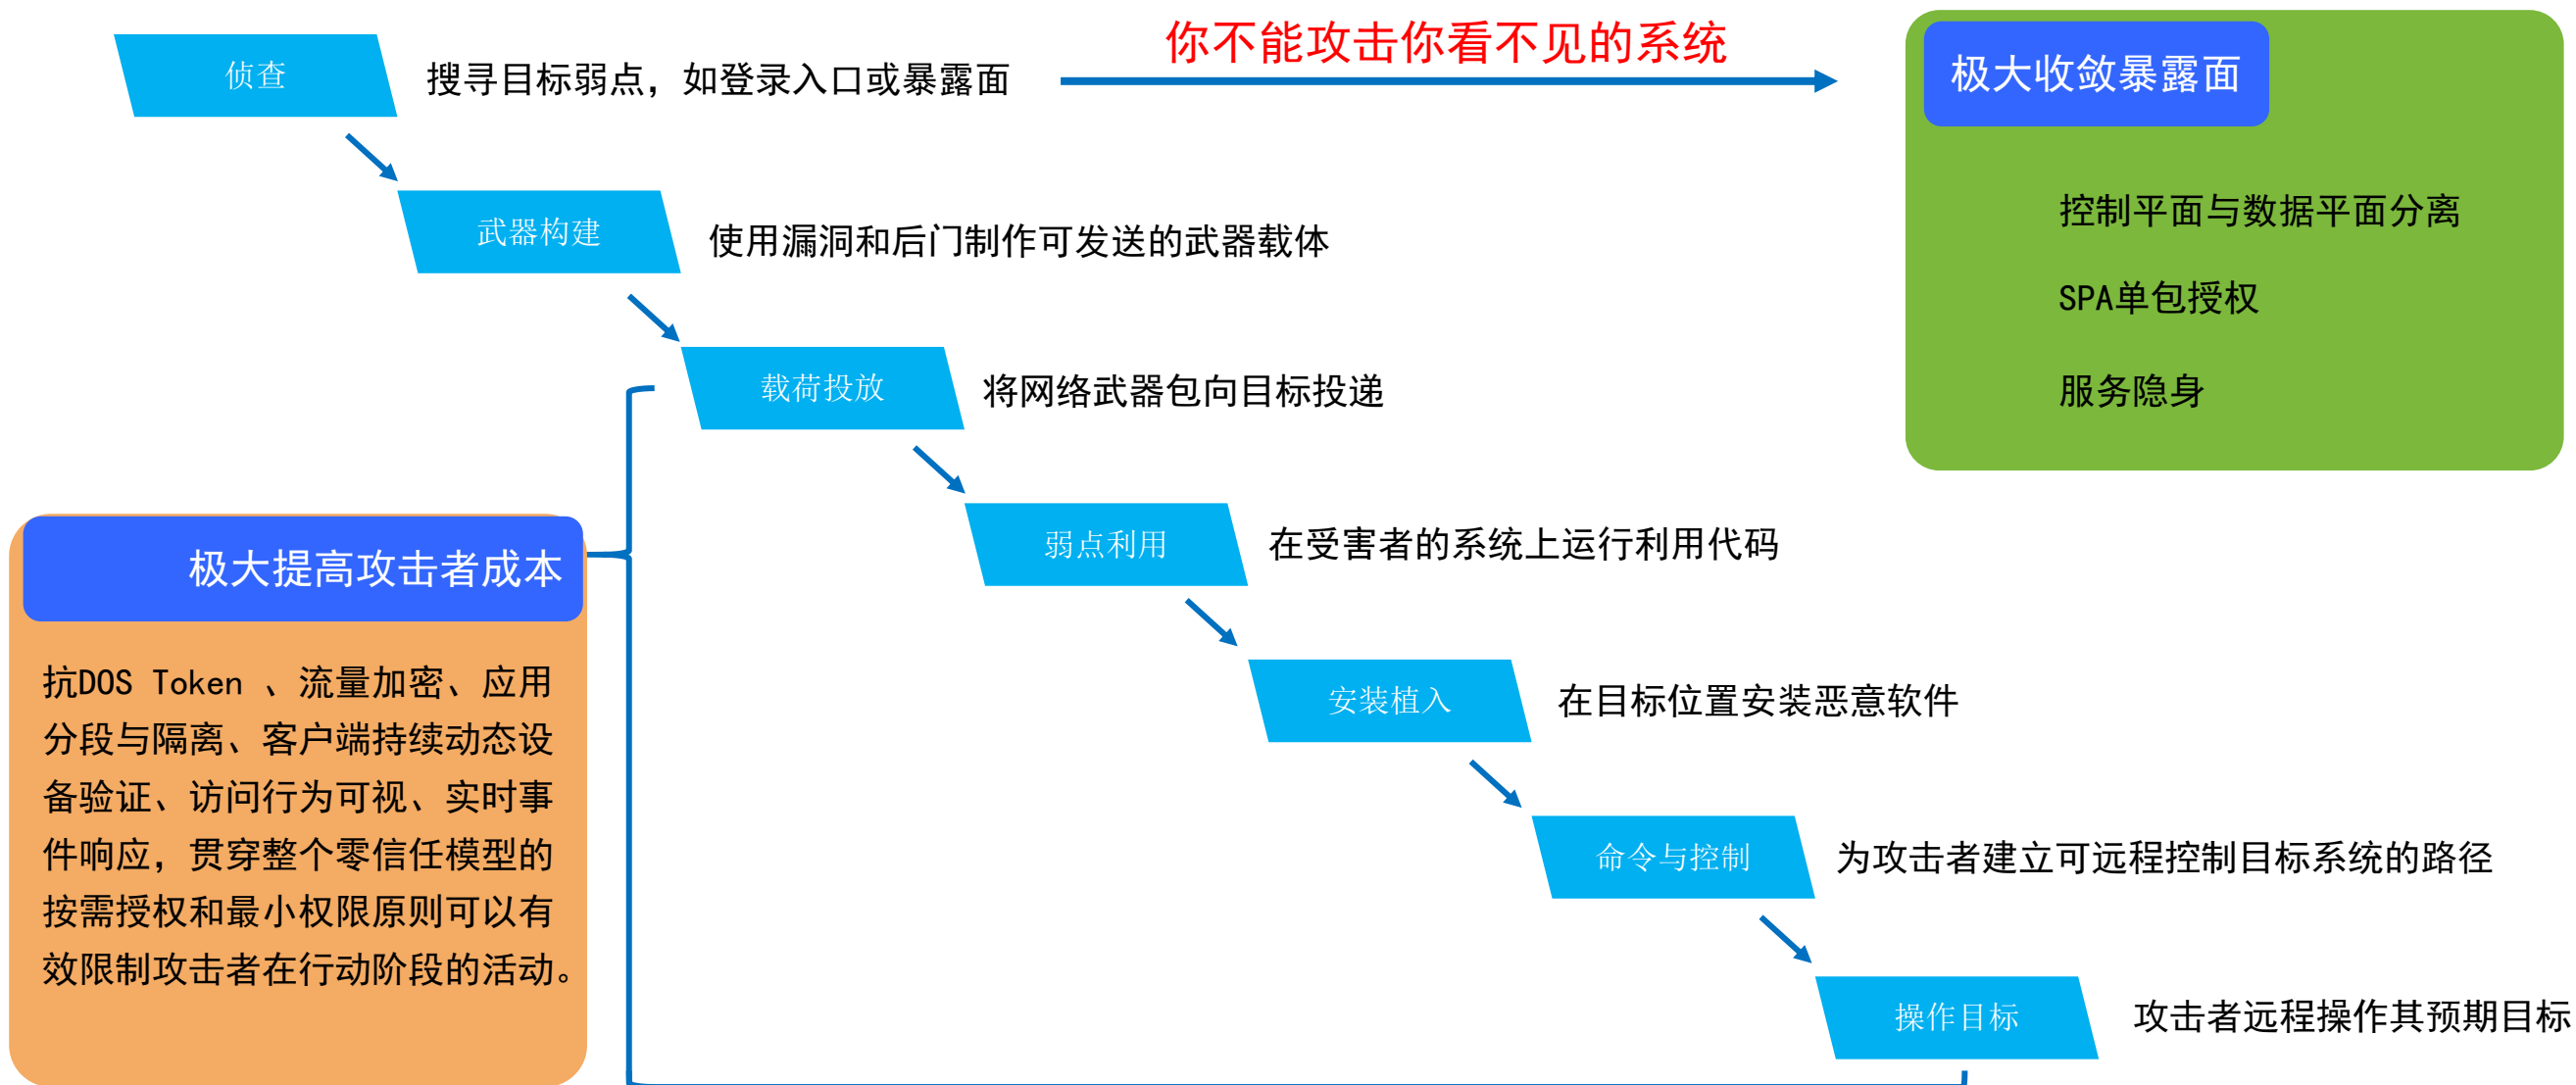 你不能攻击你看不见的系统
侦查
搜寻目标弱点，如登录入口或暴露面
极大收敛暴露面
控制平面与数据平面分离
SPA单包授权
服务隐身
武器构建
使用漏洞和后门制作可发送的武器载体
载荷投放
将网络武器包向目标投递
弱点利用
在受害者的系统上运行利用代码
安装植入
在目标位置安装恶意软件
命令与控制
为攻击者建立可远程控制目标系统的路径
操作目标
攻击者远程操作其预期目标
极大提高攻击者成本
抗DOS Token 、流量加密、应用
分段与隔离、客户端持续动态设
备验证、访问行为可视、实时事
件响应，贯穿整个零信任模型的
按需授权和最小权限原则可以有
效限制攻击者在行动阶段的活动。